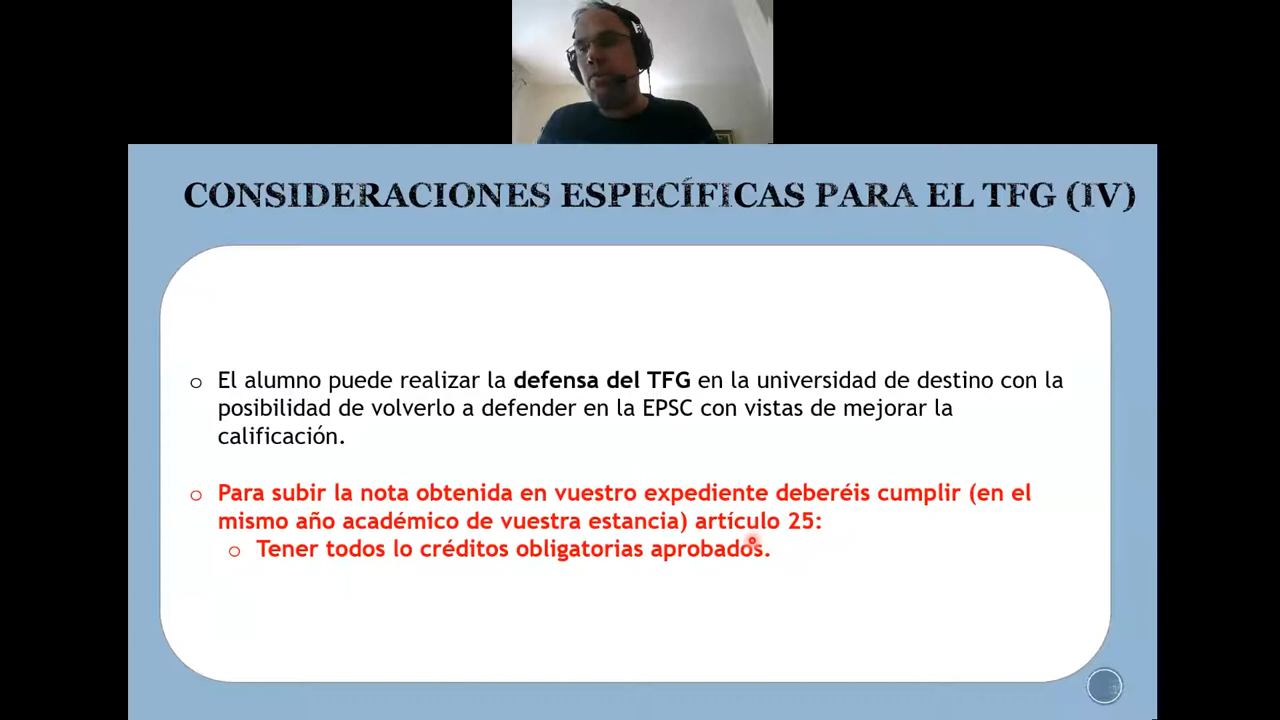 CONSIDERACIONES ESPECÍFICAS PARA EL TFG (IV)
o El alumno puede realizar la defensa del TFG en la universidad de destino con la
posibilidad de volverlo a defender en la EPSC con vistas de mejorar la
calificación.
o Para subir la nota obtenida en vuestro expediente deberéis cumplir (en el
mismo año académico de vuestra estancia) artículo 25:
o Tener todos lo créditos obligatorias aprobados.